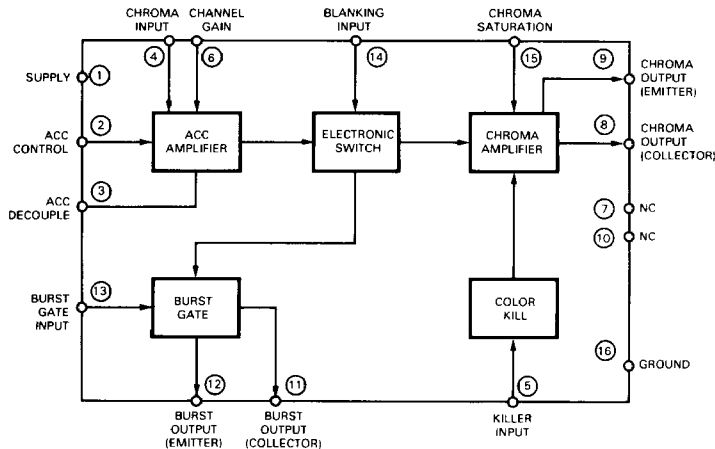 CHROMA
INPUT
CHANNEL
GAIN
BLANKING
INPUT
CHROMA
SATURATION
4
6
14
15
9
CHROMA
OUTPUT
(EMITTER)
SUPPLY
1
2
ACC
CONTROL
ACC
AMPLIFIER
ELECTRONIC
SWITCH
CHROMA
AMPLIFIER
8
CHROMA
OUTPUT
(COLLECTOR)
3
ACC
DECOUPLE
7
NC
10
NC
13
BURST
GATE
INPUT
BURST
GATE
COLOR
KILL
16
GROUND
12
11
5
BURST
OUTPUT
(EMITTER)
BURST
OUTPUT
(COLLECTOR)
KILLER
INPUT